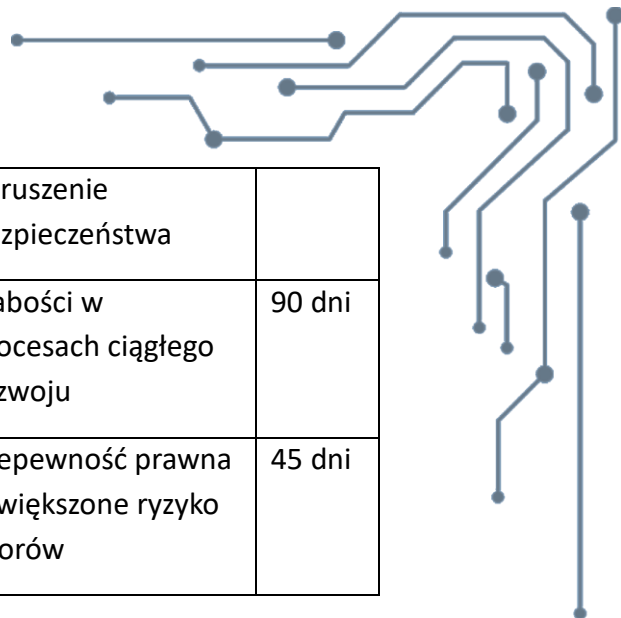 ruszenie
zpieczeństwa
abości w 90 dni
ocesach ciągłego
zwoju
epewność prawna 45 dni
większone ryzyko
orów